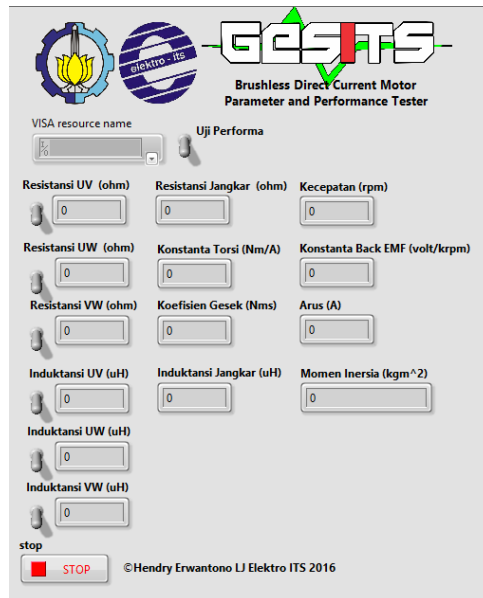 elektro - its
GESITS
Brushless Direct Current Motor
Parameter and Performance Tester
VISA resource name
Uji Performa
I/O
Resistansi UV (ohm) Resistansi Jangkar (ohm) Kecepatan (rpm)
0 0 0
Resistansi UW (ohm) Konstanta Torsi (Nm/A) Konstanta Back EMF (volt/krpm)
0 0 0
Resistansi VW (ohm) Koefisien Gesek (Nms) Arus (A)
0 0 0
Induktansi UV (uH) Induktansi Jangkar (uH) Momen Inersia (kgm^2)
0 0 0
Induktansi UW (uH)
0
Induktansi VW (uH)
0
stop
STOP ©Hendry Erwantono LJ Elektro ITS 2016